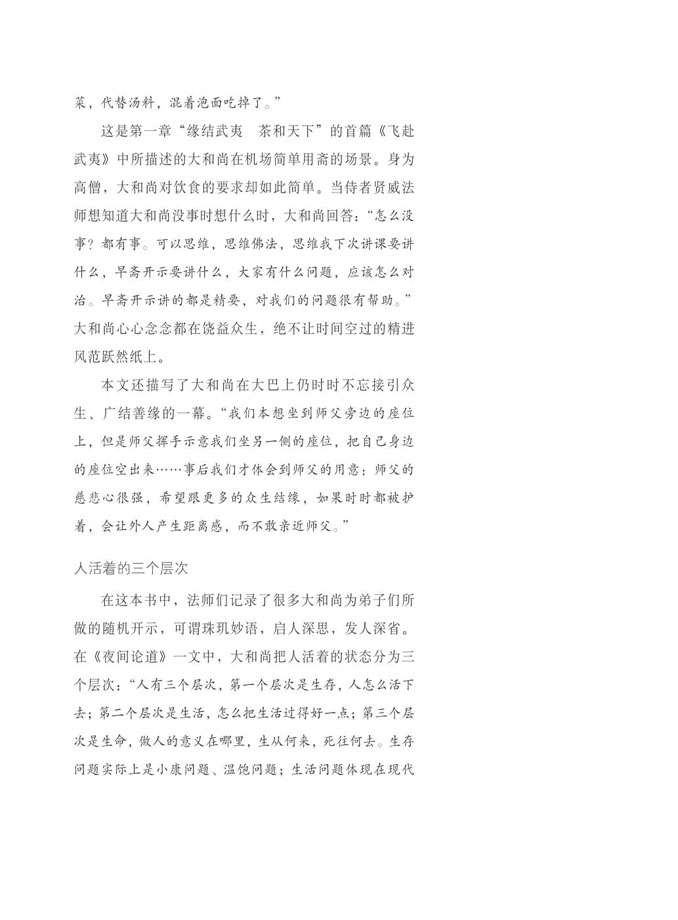 菜，代替汤料，混着泡面吃掉了。”
这是第一章“缘结武夷　茶和天下”的首篇《飞赴
武夷》中所描述的大和尚在机场简单用斋的场景。身为
高僧，大和尚对饮食的要求却如此简单。当侍者贤威法
师想知道大和尚没事时想什么时，大和尚回答：“怎么没
事？都有事。可以思维，思维佛法，思维我下次讲课要讲
什么，早斋开示要讲什么，大家有什么问题，应该怎么对
治。早斋开示讲的都是精要，对我们的问题很有帮助。”
大和尚心心念念都在饶益众生，绝不让时间空过的精进
风范跃然纸上。
本文还描写了大和尚在大巴上仍时时不忘接引众
生、广结善缘的一幕。“我们本想坐到师父旁边的座位
上，但是师父挥手示意我们坐另一侧的座位，把自己身边
的座位空出来……事后我们才体会到师父的用意：师父的
慈悲心很强，希望跟更多的众生结缘，如果时时都被护
着，会让外人产生距离感，而不敢亲近师父。”
人活着的三个层次
在这本书中，法师们记录了很多大和尚为弟子们所
做的随机开示，可谓珠玑妙语，启人深思，发人深省。
在《夜间论道》一文中，大和尚把人活着的状态分为三
个层次：“人有三个层次，第一个层次是生存，人怎么活下
去；第二个层次是生活，怎么把生活过得好一点；第三个层
次是生命，做人的意义在哪里，生从何来，死往何去。生存
问题实际上是小康问题、温饱问题；生活问题体现在现代